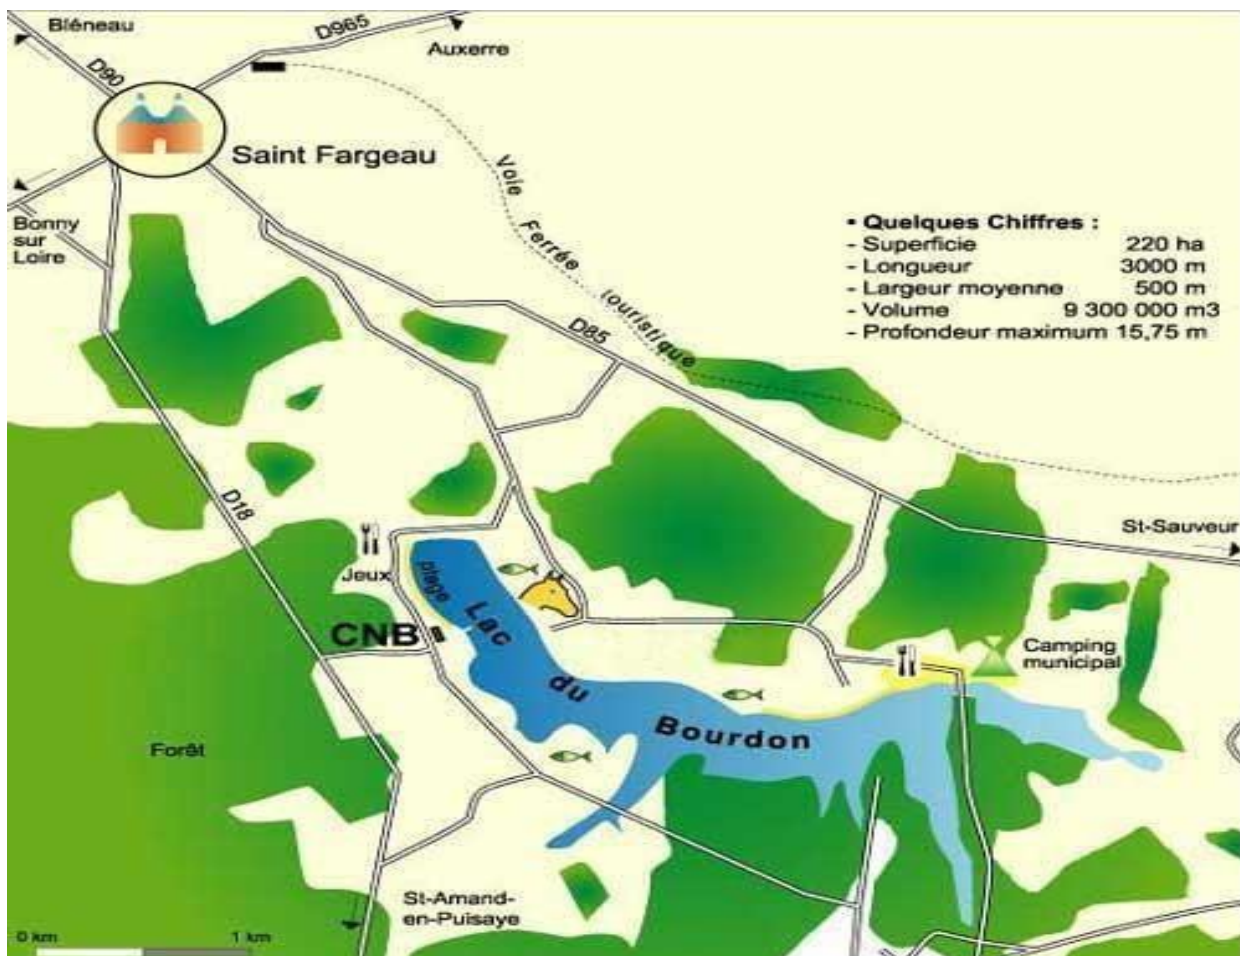 Bléneau
D965
Auxerre
D90
Saint Fargeau
Voie Ferrée touristique
Bonny
sur
Loire
▪ Quelques Chiffres :
- Superficie 220 ha
- Longueur 3000 m
- Largeur moyenne 500 m
- Volume 9 300 000 m3
- Profondeur maximum 15,75 m
D85
D18
St-Sauveur
Jeux
plage
CNB
Lac du Bourdon
Camping
municipal
Forêt
St-Amand-
en-Puisaye
0 km 1 km